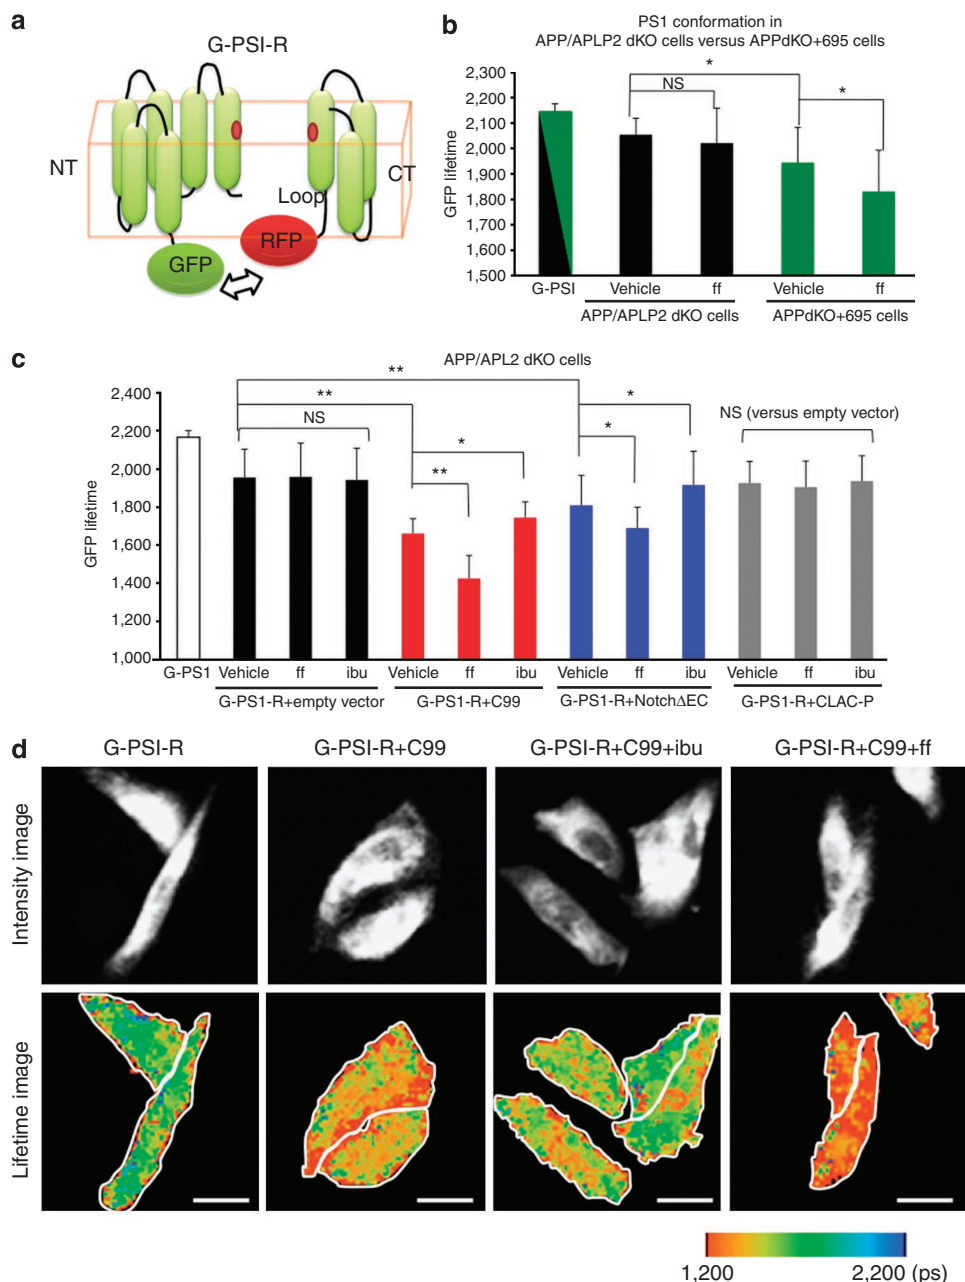 a
G-PSI-R
NT
CT
Loop
RFP
GFP
b
PS1 conformation in
APP/APLP2 dKO cells versus APPdKO+695 cells
*
NS
*
GFP lifetime
2,300
2,200
2,100
2,000
1,900
1,800
1,700
1,600
1,500
G-PSI
Vehicle
ff
Vehicle
ff
APP/APLP2 dKO cells
APPdKO+695 cells
c
APP/APL2 dKO cells
**
**
NS
*
**
*
*
NS (versus empty vector)
GFP lifetime
2,400
2,200
2,000
1,800
1,600
1,400
1,200
1,000
G-PS1
Vehicle
ff
ibu
Vehicle
ff
ibu
Vehicle
ff
ibu
Vehicle
ff
ibu
G-PS1-R+empty vector
G-PS1-R+C99
G-PS1-R+NotchΔEC
G-PS1-R+CLAC-P
d
G-PSI-R
G-PSI-R+C99
G-PSI-R+C99+ibu
G-PSI-R+C99+ff
Intensity image
Lifetime image
1,200
2,200 (ps)